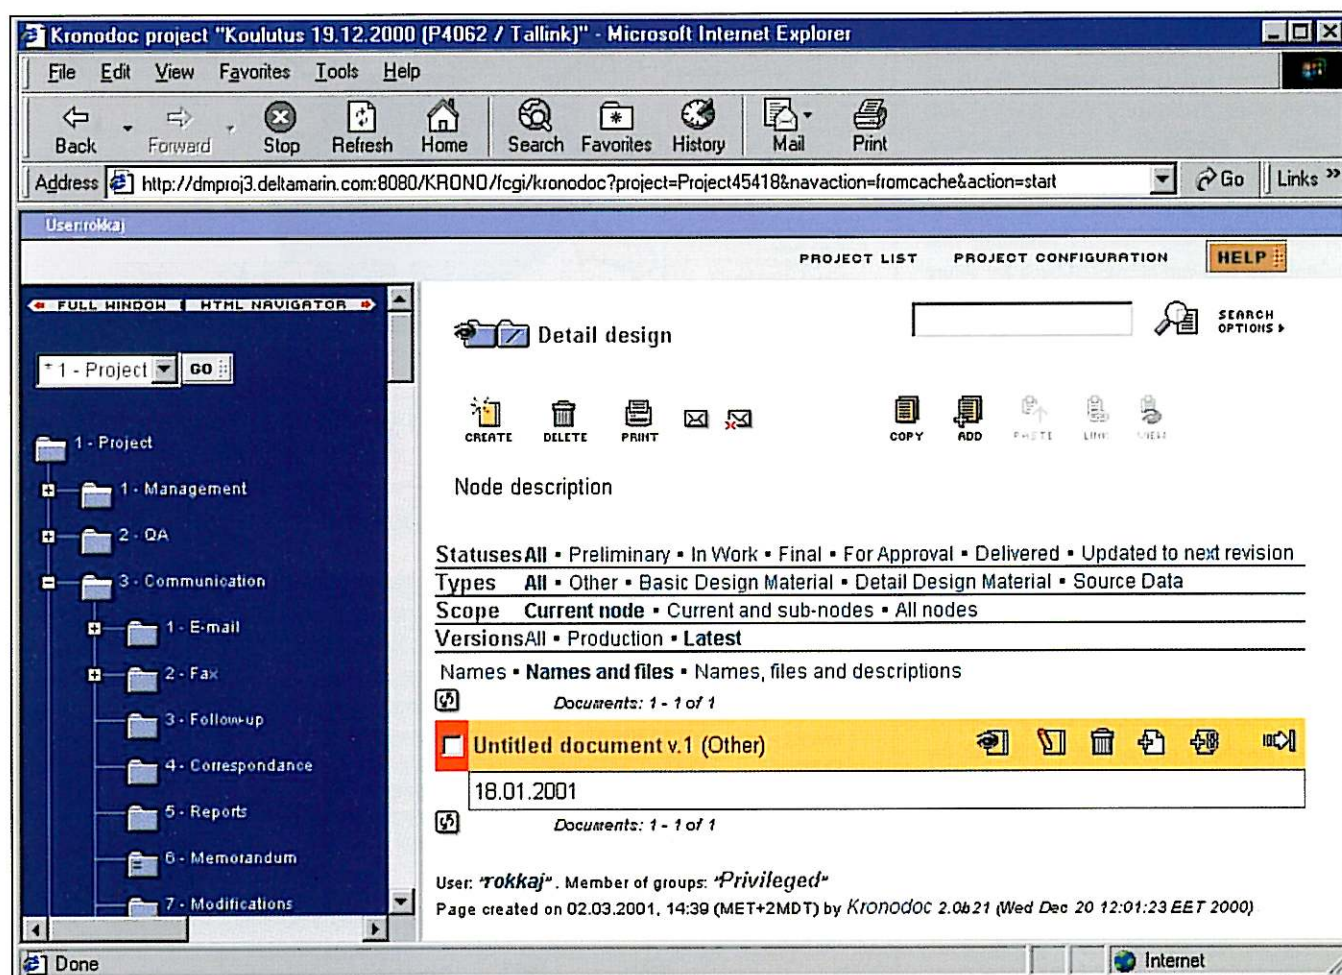 Kronodoc project "Koulutus 19.12.2000 (P4062 / Tallink)" - Microsoft Internet Explorer
File Edit View Favorites Tools Help
Back Forward Stop Refresh Home Search Favorites History Mail Print
Address http://dmproj3.deltamarin.com:8080/KRONO/fcgi/kronodoc?project=Project45418&navaction=fromcache&action=start Go Links »
User:rokkaj
PROJECT LIST PROJECT CONFIGURATION HELP
FULL WINDOW | HTML NAVIGATOR
Detail design
SEARCH
OPTIONS
* 1 - Project GO
CREATE DELETE PRINT COPY ADD PASTE LINK VIEW
1 - Project
1 - Management
2 - QA
3 - Communication
1 - E-mail
2 - Fax
3 - Follow-up
4 - Correspondance
5 - Reports
6 - Memorandum
7 - Modifications
Node description
Statuses All ▪ Preliminary ▪ In Work ▪ Final ▪ For Approval ▪ Delivered ▪ Updated to next revision
Types All ▪ Other ▪ Basic Design Material ▪ Detail Design Material ▪ Source Data
Scope Current node ▪ Current and sub-nodes ▪ All nodes
Versions All ▪ Production ▪ Latest
Names ▪ Names and files ▪ Names, files and descriptions
Documents: 1 - 1 of 1
Untitled document v.1 (Other)
18.01.2001
Documents: 1 - 1 of 1
User: "rokkaj" . Member of groups: "Privileged"
Page created on 02.03.2001, 14:39 (MET+2MDT) by Kronodoc 2.0b21 (Wed Dec 20 12:01:23 EET 2000)
Done Internet